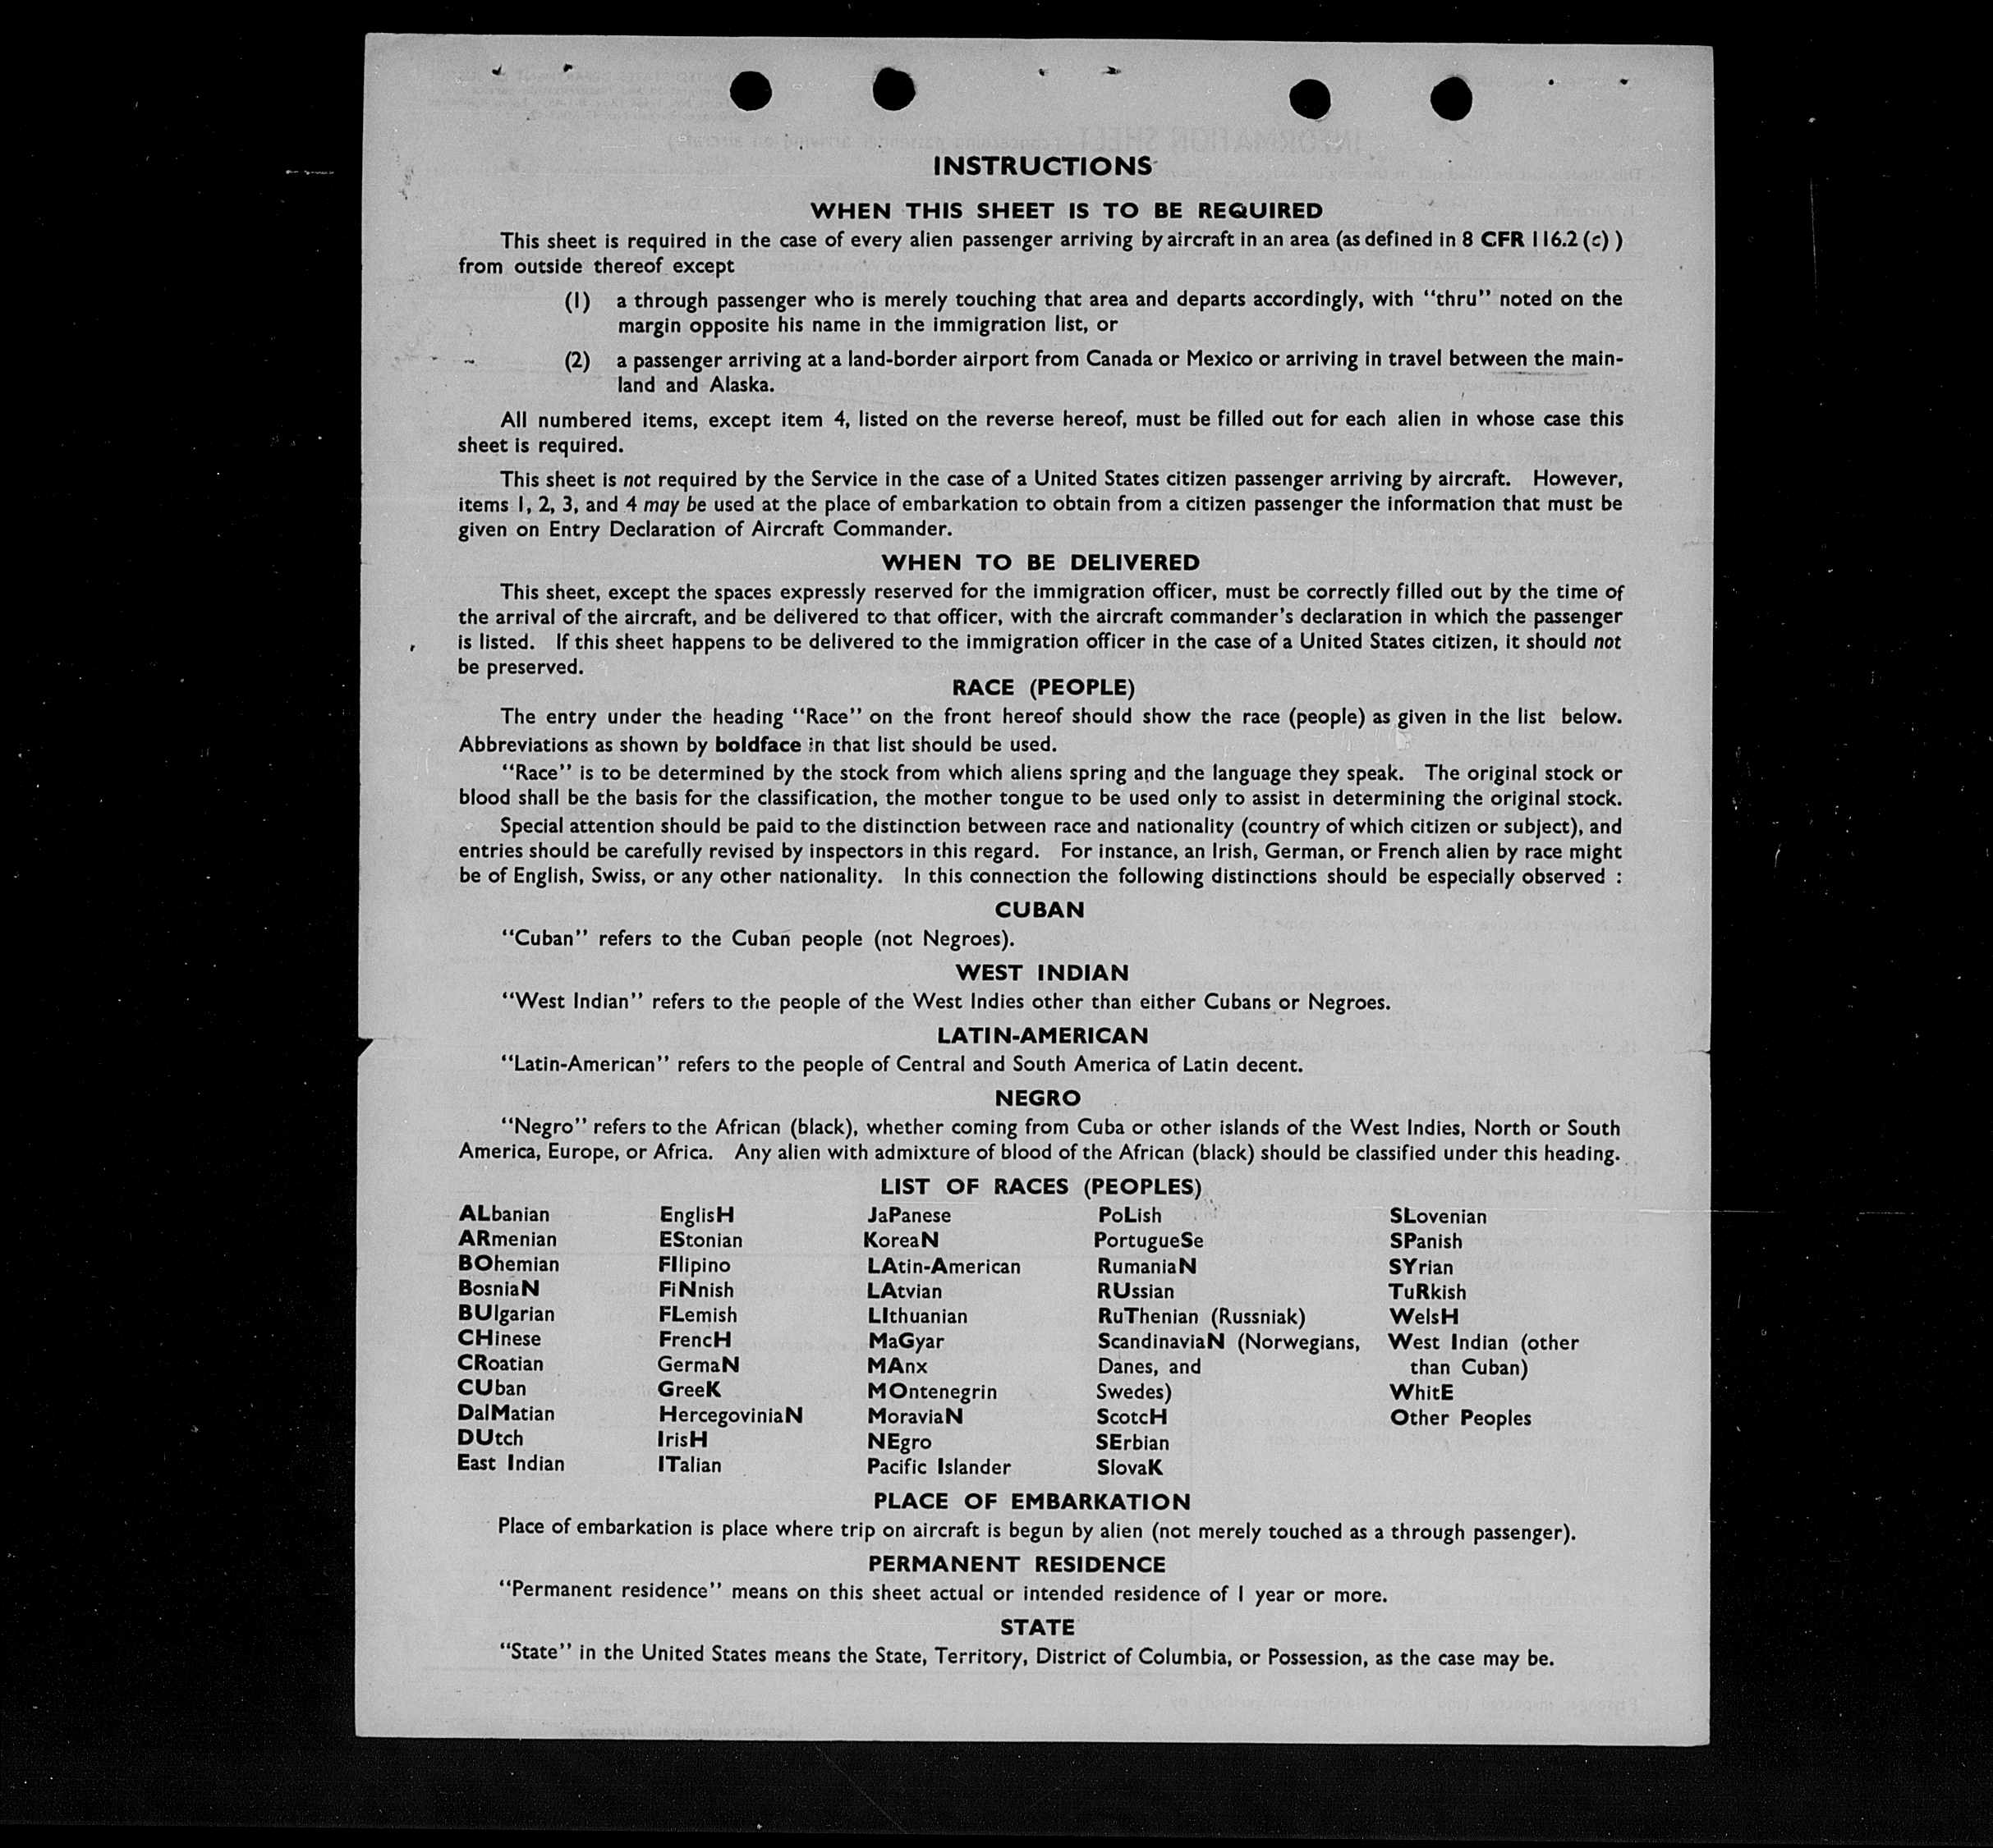 INSTRUCTIONS
WHEN THIS SHEET IS TO BE REQUIRED
This sheet is required in the case of every alien passenger arriving by aircraft in an area (as defined in 8 CFR 116.2 (c) )
from outside thereof except
(1) a through passenger who is merely touching that area and departs accordingly, with "thru" noted on the
margin opposite his name in the immigration list, or
(2) a passenger arriving at a land-border airport from Canada or Mexico or arriving in travel between the main-
land and Alaska.
All numbered items, except item 4, listed on the reverse hereof, must be filled out for each alien in whose case this
sheet is required.
This sheet is not required by the Service in the case of a United States citizen passenger arriving by aircraft. However,
items 1, 2, 3, and 4 may be used at the place of embarkation to obtain from a citizen passenger the information that must be
given on Entry Declaration of Aircraft Commander.
WHEN TO BE DELIVERED
This sheet, except the spaces expressly reserved for the immigration officer, must be correctly filled out by the time of
the arrival of the aircraft, and be delivered to that officer, with the aircraft commander's declaration in which the passenger
is listed. If this sheet happens to be delivered to the immigration officer in the case of a United States citizen, it should not
be preserved.
RACE (PEOPLE)
The entry under the heading "Race" on the front hereof should show the race (people) as given in the list below.
Abbreviations as shown by boldface in that list should be used.
"Race" is to be determined by the stock from which aliens spring and the language they speak. The original stock or
blood shall be the basis for the classification, the mother tongue to be used only to assist in determining the original stock.
Special attention should be paid to the distinction between race and nationality (country of which citizen or subject), and
entries should be carefully revised by inspectors in this regard. For instance, an Irish, German, or French alien by race might
be of English, Swiss, or any other nationality. In this connection the following distinctions should be especially observed :
CUBAN
"Cuban" refers to the Cuban people (not Negroes).
WEST INDIAN
"West Indian" refers to the people of the West Indies other than either Cubans or Negroes.
LATIN-AMERICAN
"Latin-American" refers to the people of Central and South America of Latin decent.
NEGRO
"Negro" refers to the African (black), whether coming from Cuba or other islands of the West Indies, North or South
America, Europe, or Africa. Any alien with admixture of blood of the African (black) should be classified under this heading.
LIST OF RACES (PEOPLES)
ALbanian EnglisH JaPanese PoLish SLovenian
ARmenian EStonian KoreaN PortugueSe SPanish
BOhemian FIlipino LAtin-American RumaniaN SYrian
BosniaN FiNnish LAtvian RUssian TuRkish
BUlgarian FLemish LIthuanian RuThenian (Russniak) WelsH
CHinese FrencH MaGyar ScandinaviaN (Norwegians, West Indian (other
CRoatian GermaN MAnx Danes, and than Cuban)
CUban GreeK MOntenegrin Swedes) WhitE
DalMatian HercegoviniaN MoraviaN ScotcH Other Peoples
DUtch IrisH NEgro SErbian
East Indian ITalian Pacific Islander SlovaK
PLACE OF EMBARKATION
Place of embarkation is place where trip on aircraft is begun by alien (not merely touched as a through passenger).
PERMANENT RESIDENCE
"Permanent residence" means on this sheet actual or intended residence of 1 year or more.
STATE
"State" in the United States means the State, Territory, District of Columbia, or Possession, as the case may be.